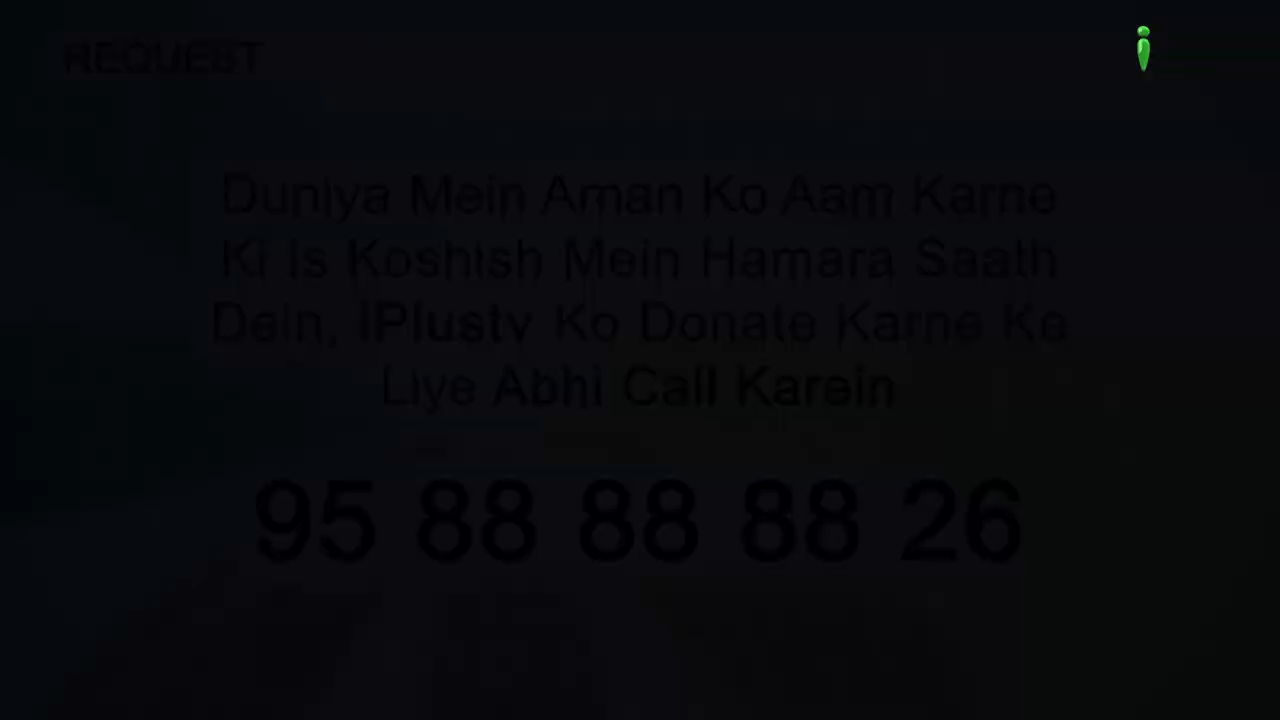 REQUEST
Duniya Mein Aman Ko Aam Karne
Ki Is Koshish Mein Hamara Saath
Dein, iPlustv Ko Donate Karne Ke
Liye Abhi Call Karein
95 88 88 88 26